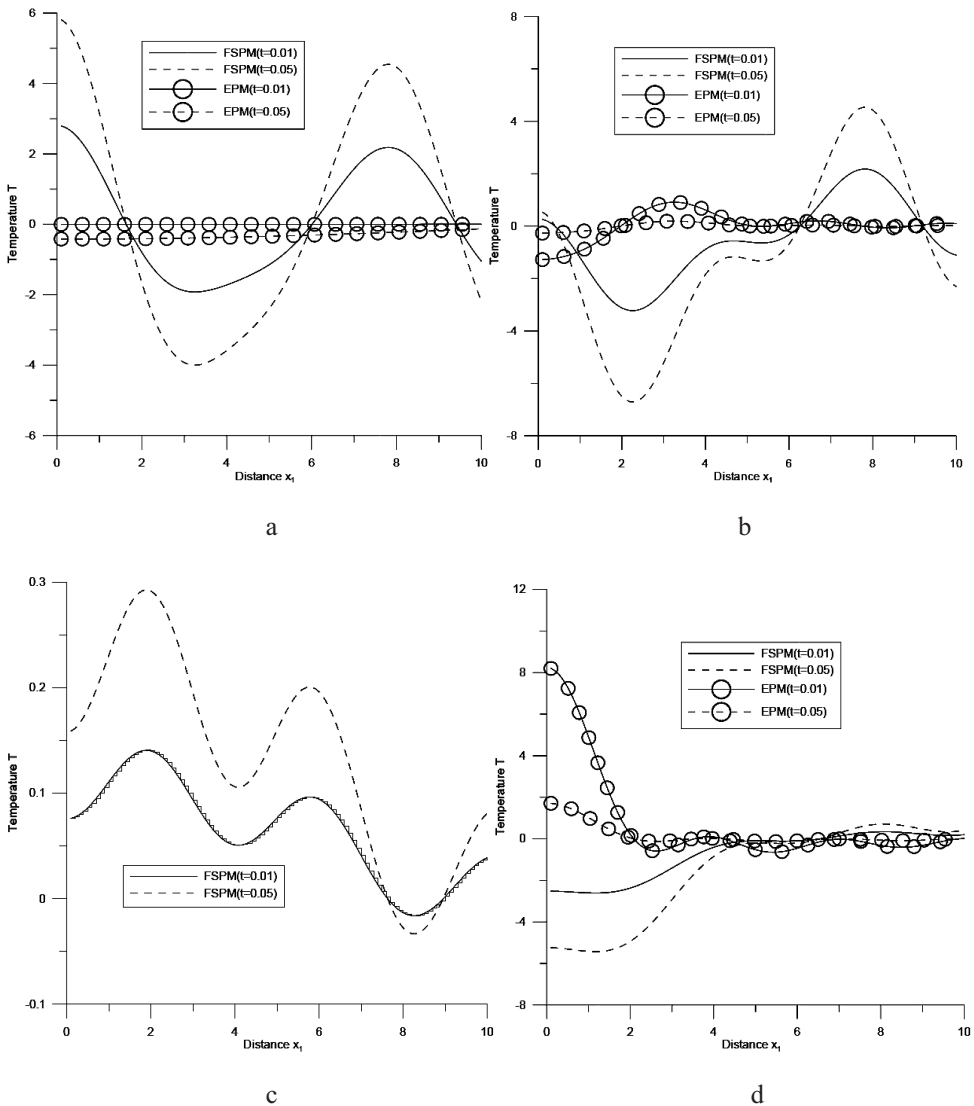 6
4
2
0
-2
-4
-6
Temperature T
FSPM(t=0.01)
FSPM(t=0.05)
EPM(t=0.01)
EPM(t=0.05)
0 2 4 6 8 10
Distance x₁
a
8
4
0
-4
-8
Temperature T
FSPM(t=0.01)
FSPM(t=0.05)
EPM(t=0.01)
EPM(t=0.05)
0 2 4 6 8 10
Distance x₁
b
0.3
0.2
0.1
0
-0.1
Temperature T
FSPM(t=0.01)
FSPM(t=0.05)
0 2 4 6 8 10
Distance x₁
c
12
8
4
0
-4
-8
Temperature T
FSPM(t=0.01)
FSPM(t=0.05)
EPM(t=0.01)
EPM(t=0.05)
0 2 4 6 8 10
Distance x₁
d